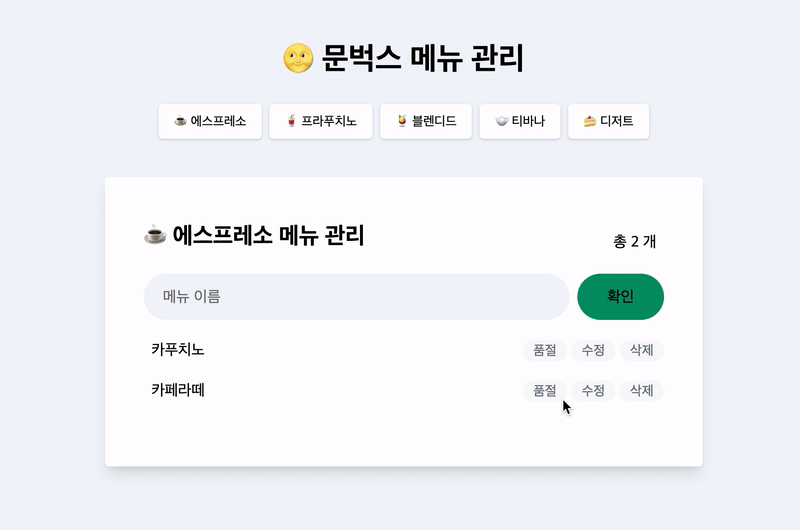 🌝 문벅스 메뉴 관리
☕ 에스프레소 🥤 프라푸치노 🍹 블렌디드 🫖 티바나 🍰 디저트
☕ 에스프레소 메뉴 관리 총 2 개
메뉴 이름 확인
카푸치노 품절 수정 삭제
카페라떼 품절 수정 삭제